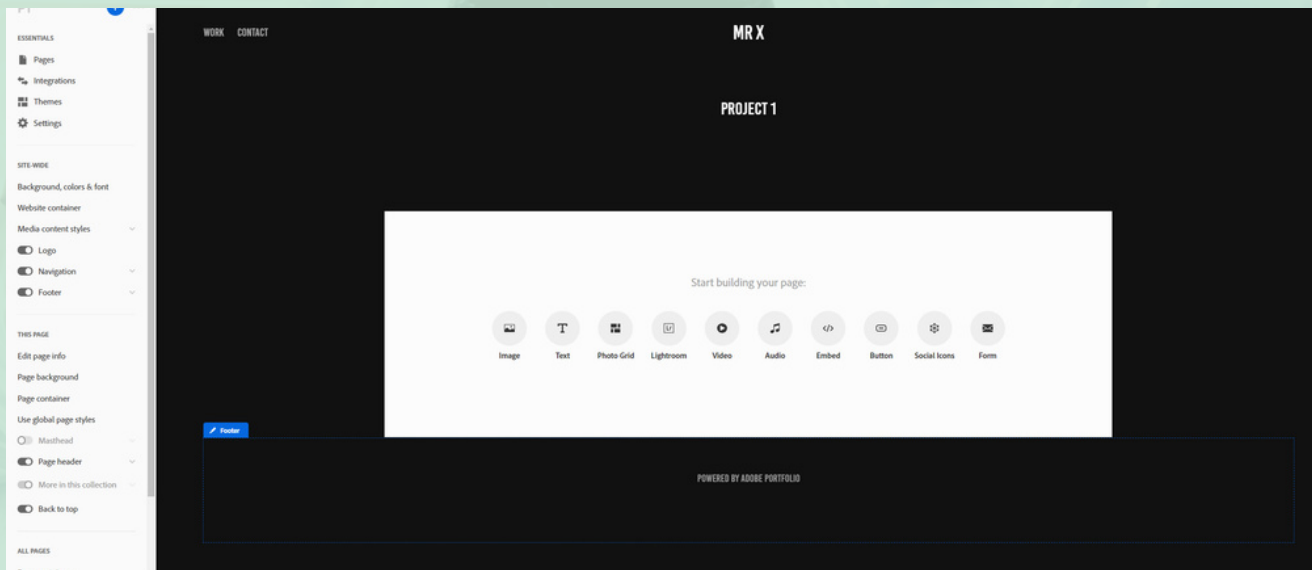 ESSENTIALS
Pages
Integrations
Themes
Settings
SITE-WIDE
Background, colors & font
Website container
Media content styles
Logo
Navigation
Footer
THIS PAGE
Edit page info
Page background
Page container
Use global page styles
Masthead
Page header
More in this collection
Back to top
ALL PAGES
WORK CONTACT
MR X
PROJECT 1
Start building your page:
Image Text Photo Grid Lightroom Video Audio Embed Button Social Icons Form
Footer
POWERED BY ADOBE PORTFOLIO